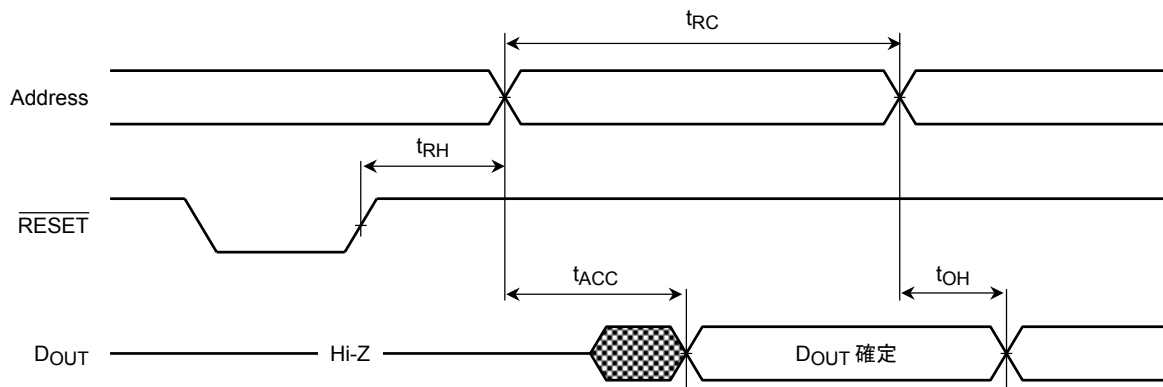 tRC
Address
tRH
RESET
tACC
tOH
DOUT
Hi-Z
DOUT 確定